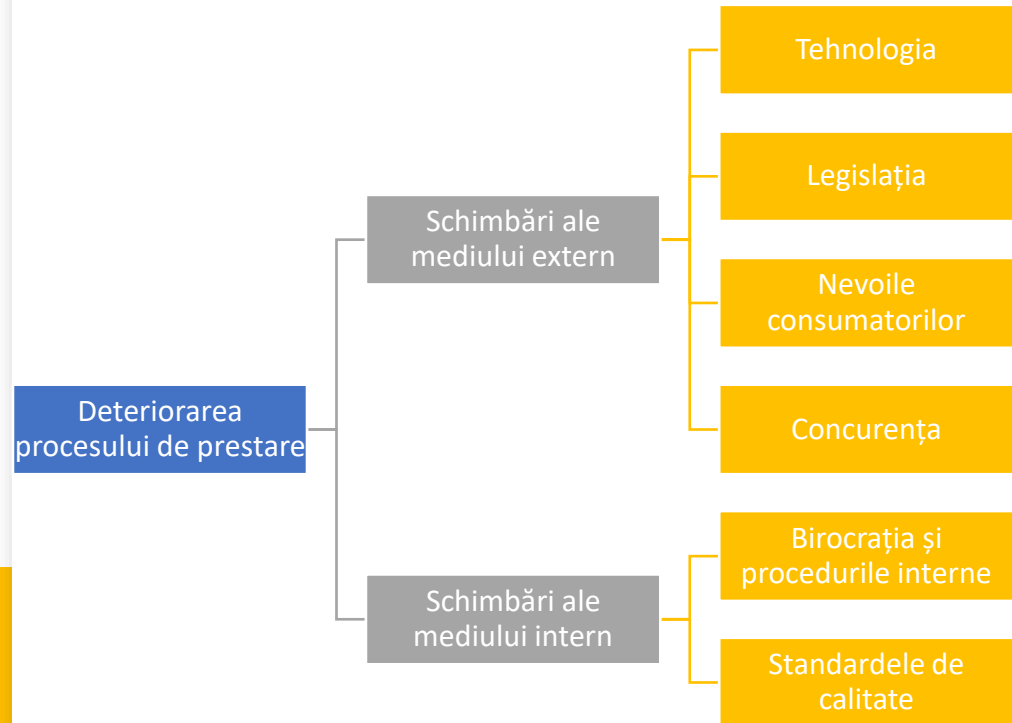 Deteriorarea
procesului de prestare
Schimbări ale
mediului extern
Tehnologia
Legislația
Nevoile
consumatorilor
Concurența
Schimbări ale
mediului intern
Birocrația și
procedurile interne
Standardele de
calitate